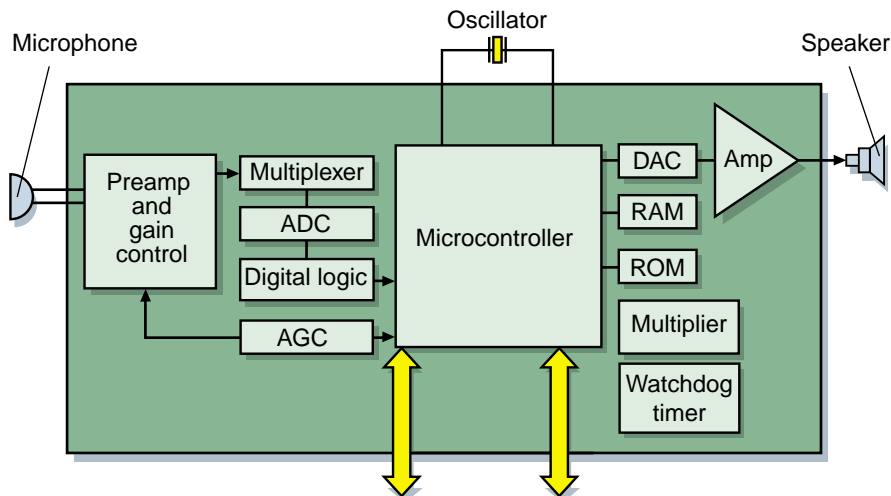 Oscillator
Microphone
Speaker
Preamp
and
gain
control
Multiplexer
ADC
Digital logic
AGC
Microcontroller
DAC
Amp
RAM
ROM
Multiplier
Watchdog
timer